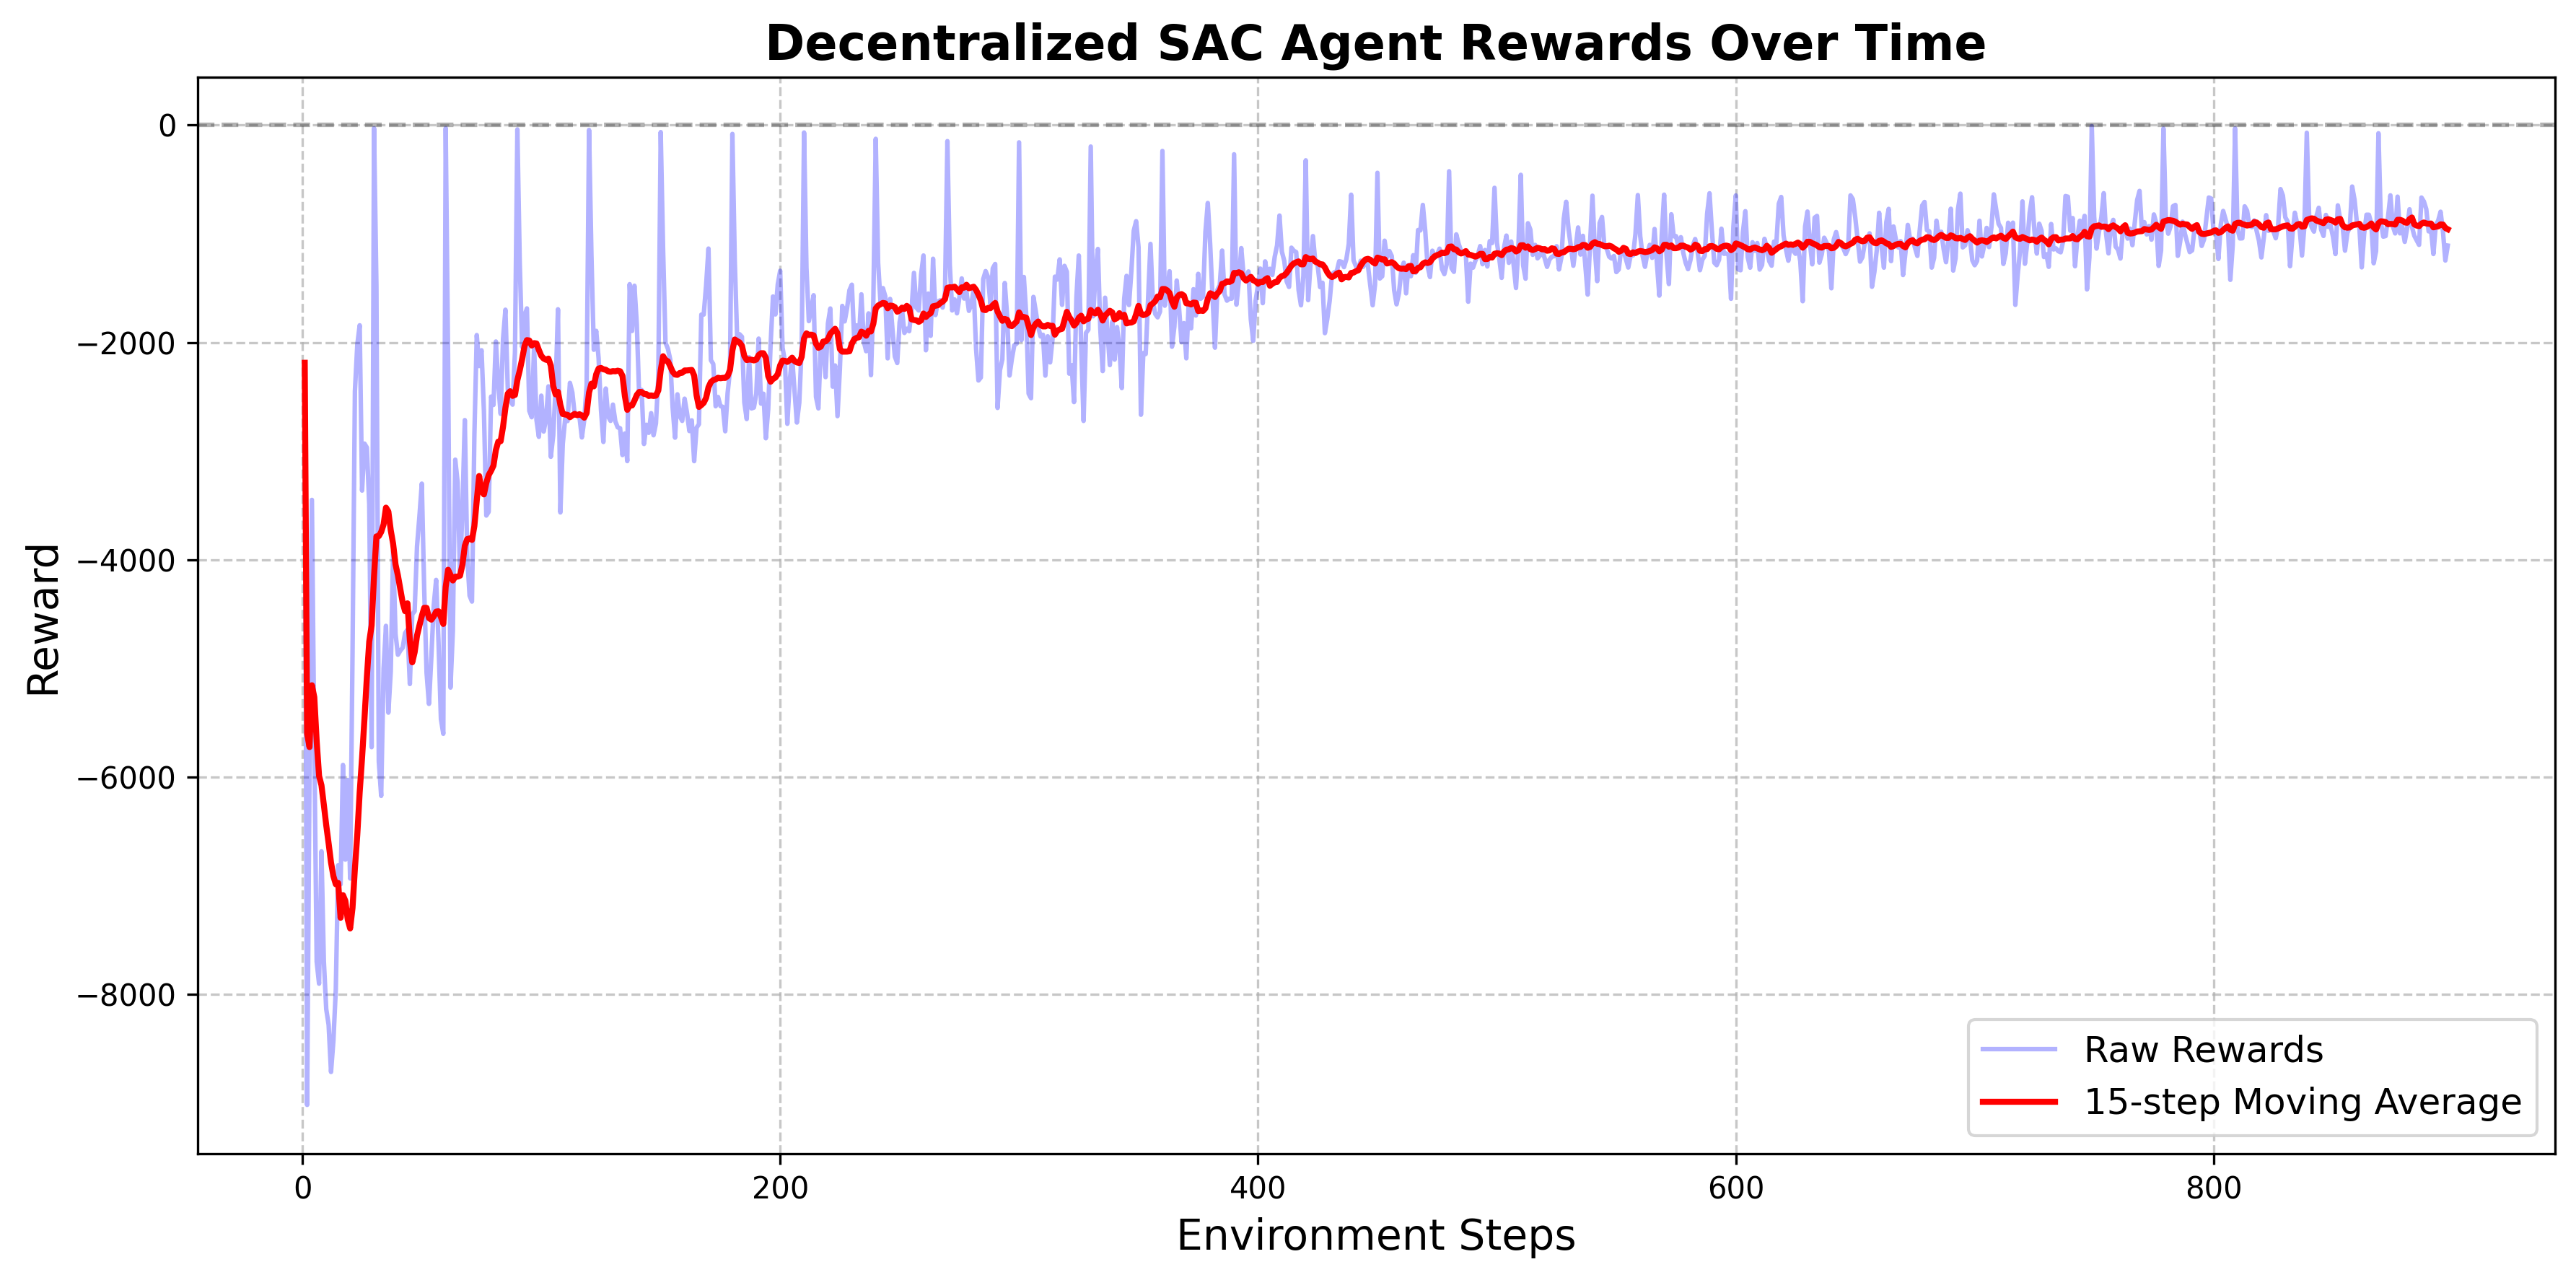 Decentralized SAC Agent Rewards Over Time
0
−2000
−4000
−6000
−8000
Reward
0
200
400
600
800
Environment Steps
Raw Rewards
15-step Moving Average